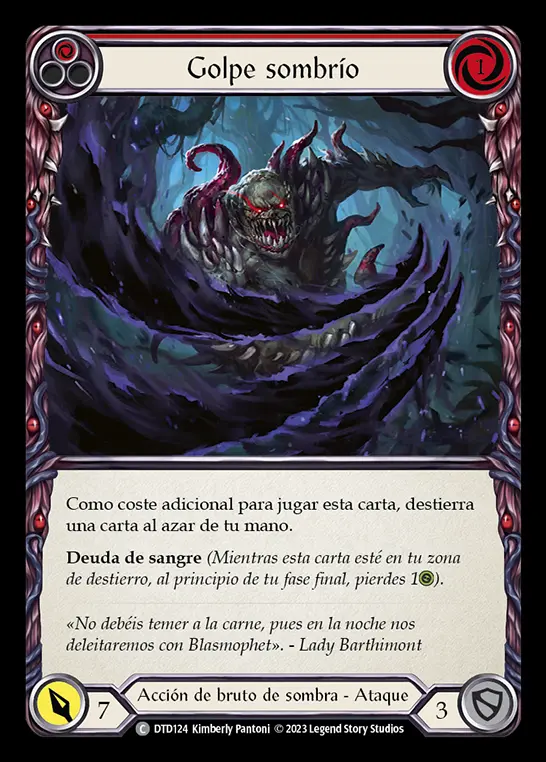 Golpe sombrío
1
Como coste adicional para jugar esta carta, destierra
una carta al azar de tu mano.
Deuda de sangre (Mientras esta carta esté en tu zona
de destierro, al principio de tu fase final, pierdes 1).
«No debéis temer a la carne, pues en la noche nos
deleitaremos con Blasmophet». - Lady Barthimont
7
Acción de bruto de sombra - Ataque
3
C DTD124 Kimberly Pantoni © 2023 Legend Story Studios